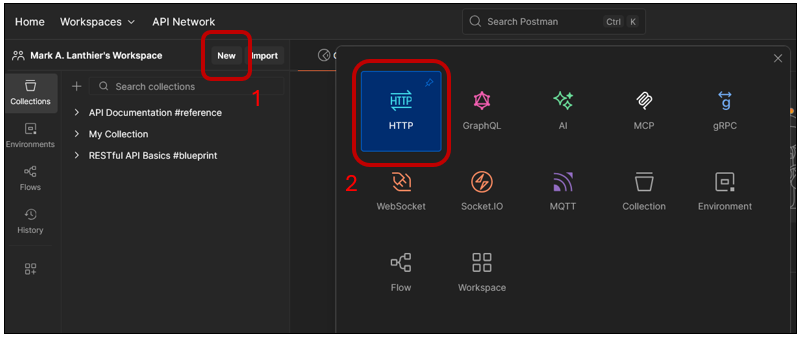 Home Workspaces API Network Search Postman Ctrl K
Mark A. Lanthier's Workspace New Import
1
Collections
Search collections
API Documentation #reference
My Collection
RESTful API Basics #blueprint
Environments
Flows
History
HTTP
HTTP
GraphQL
AI
MCP
g
gRPC
2
WebSocket
Socket.IO
MQTT
Collection
Environment
Flow
Workspace